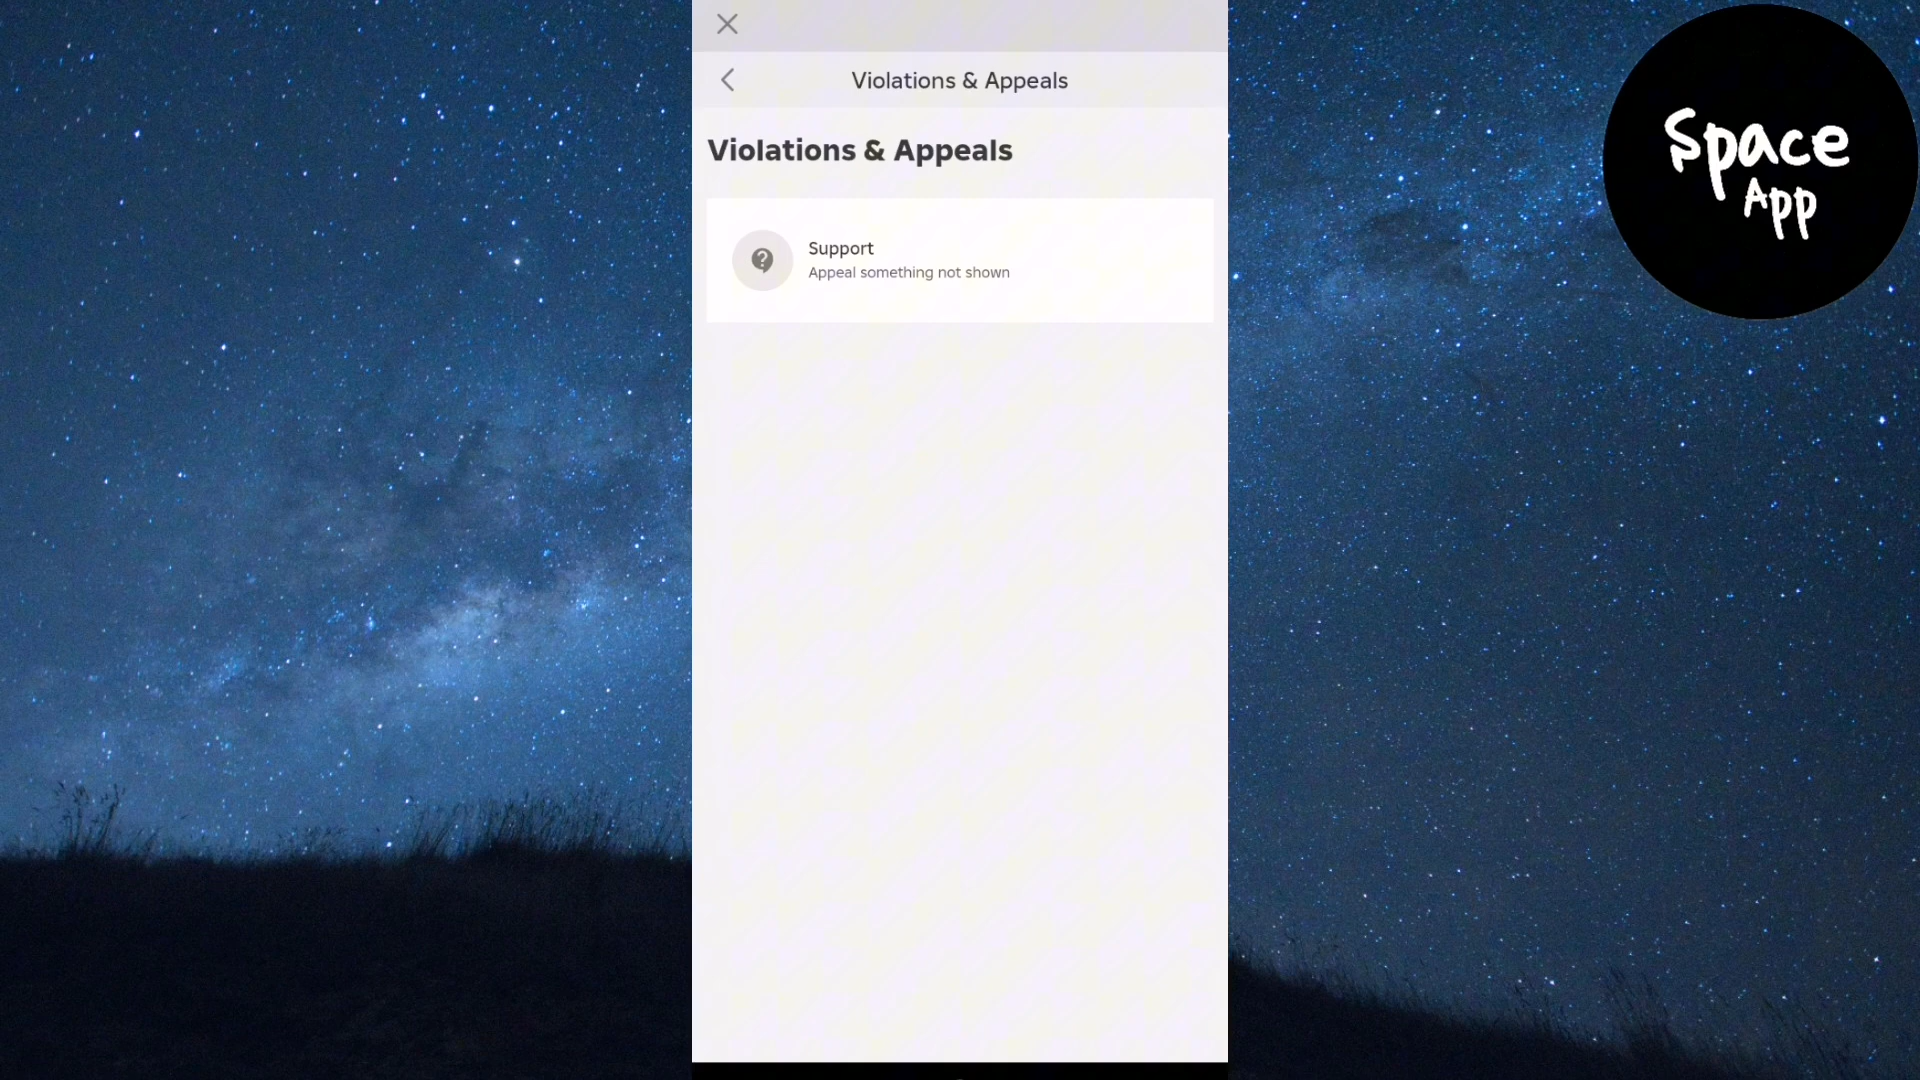 Violations & Appeals
Violations & Appeals
Support
Appeal something not shown
Space
App